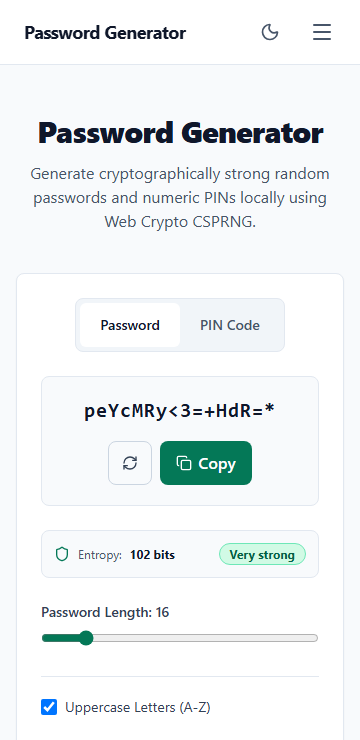 Password Generator
Password Generator
Generate cryptographically strong random
passwords and numeric PINs locally using
Web Crypto CSPRNG.
Password PIN Code
peYcMRy<3=+HdR=*
Copy
Entropy: 102 bits Very strong
Password Length: 16
Uppercase Letters (A-Z)